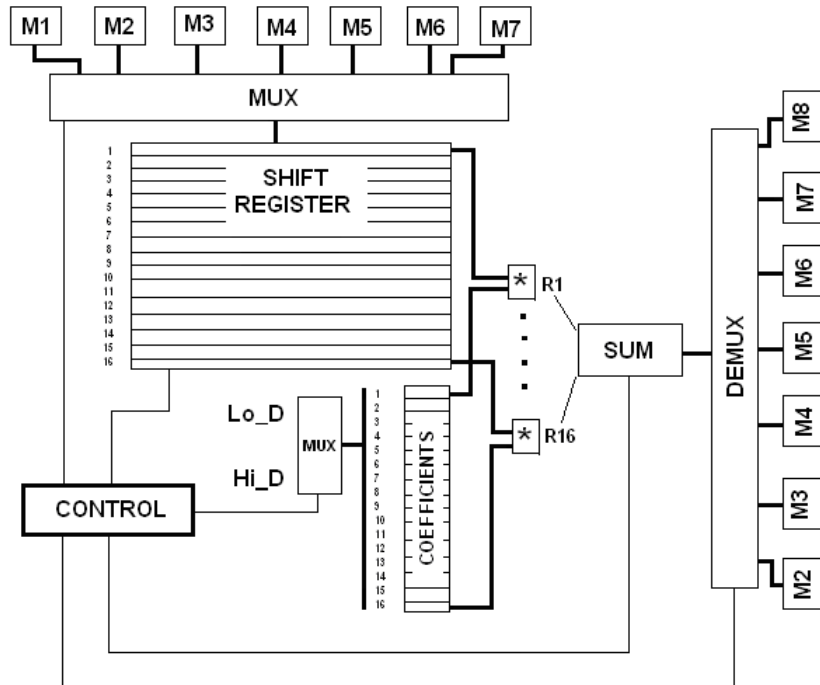 M1 M2 M3 M4 M5 M6 M7
MUX
M8
M7
M6
M5
M4
M3
M2
DEMUX
SHIFT
REGISTER
1
2
3
4
5
6
7
8
9
10
11
12
13
14
15
16
* R1
SUM
* R16
Lo_D
Hi_D
MUX
1
2
3
4
5
6
7
8
9
10
11
12
13
14
15
16
COEFFICIENTS
CONTROL